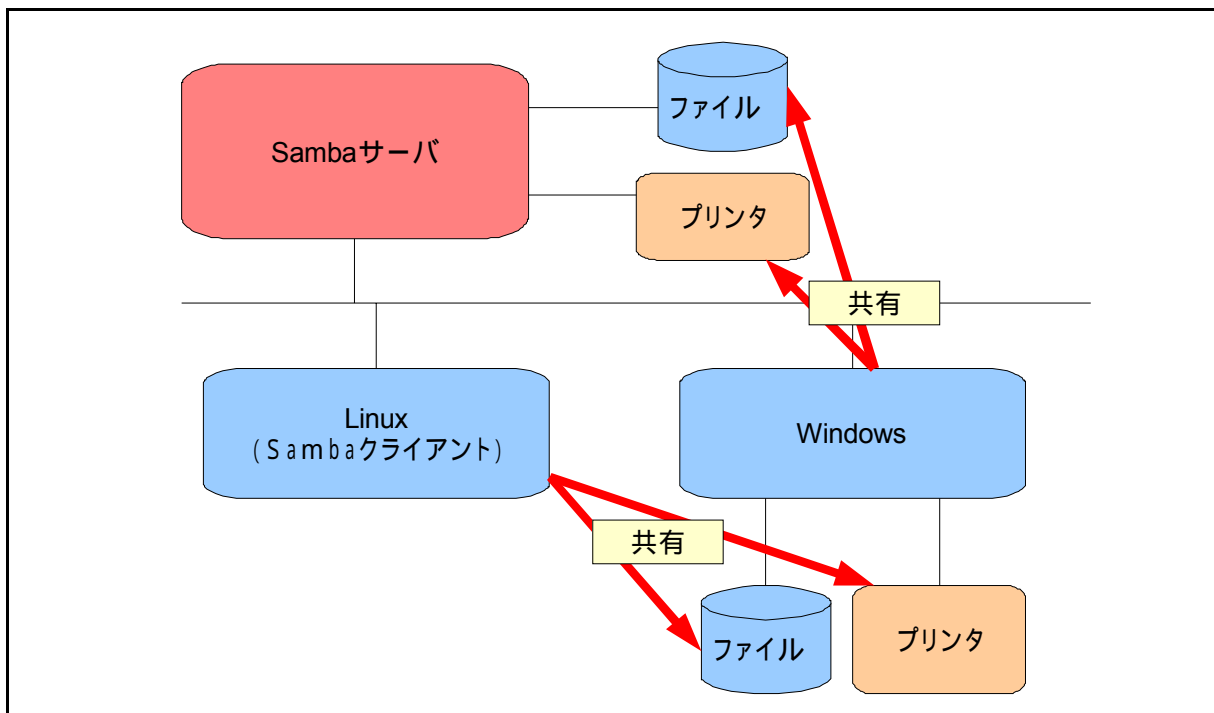 ファイル
Sambaサーバ
プリンタ
共有
Linux
(Sambaクライアント)
Windows
共有
ファイル
プリンタ